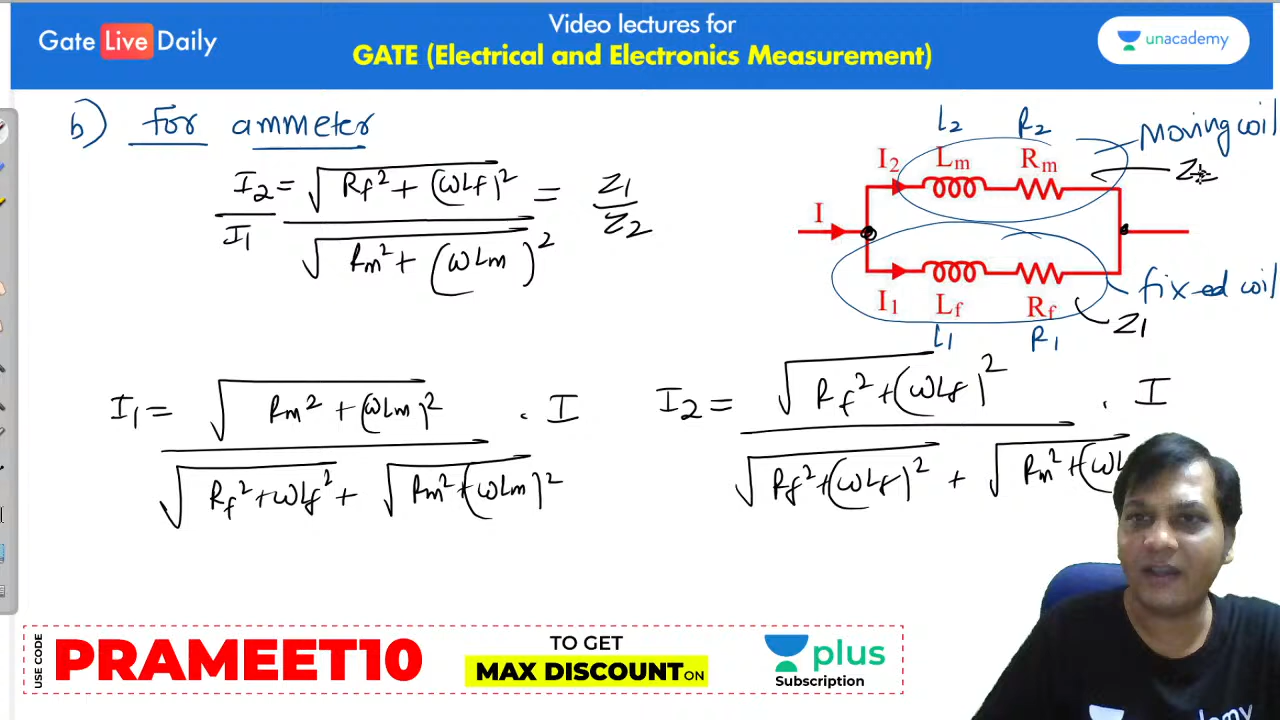 Gate Live Daily
Video lectures for
GATE (Electrical and Electronics Measurement)
unacademy
b) For ammeter
I2 = √Rf² + (ωLf)² = Z1
I1 √Rm² + (ωLm)² Z2
L2 R2 Moving coil
I2 Lm Rm
Z2
I
I1 Lf Rf
fixed coil
L1 R1 Z1
I1 = √Rm² + (ωLm)² . I
√Rf² + ωLf² + √Rm² + (ωLm)²
I2 = √Rf² + (ωLf)² . I
√Rf² + (ωLf)² + √Rm² + (ωL
USE CODE
PRAMEET10
TO GET
MAX DISCOUNT ON
plus
Subscription